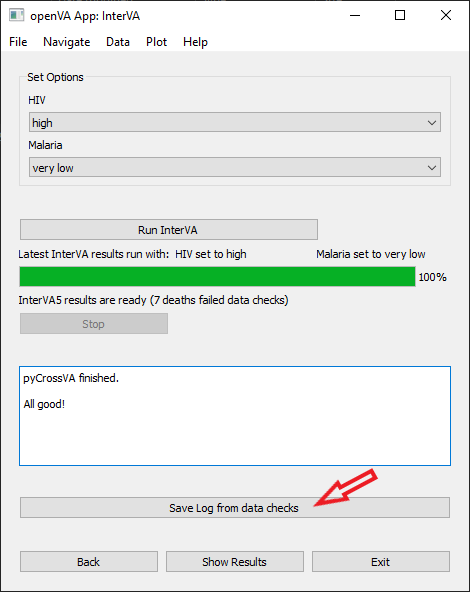 openVA App: InterVA
File Navigate Data Plot Help
Set Options
HIV
high
Malaria
very low
Run InterVA
Latest InterVA results run with: HIV set to high Malaria set to very low
100%
InterVA5 results are ready (7 deaths failed data checks)
Stop
pyCrossVA finished.
All good!
Save Log from data checks
Back Show Results Exit